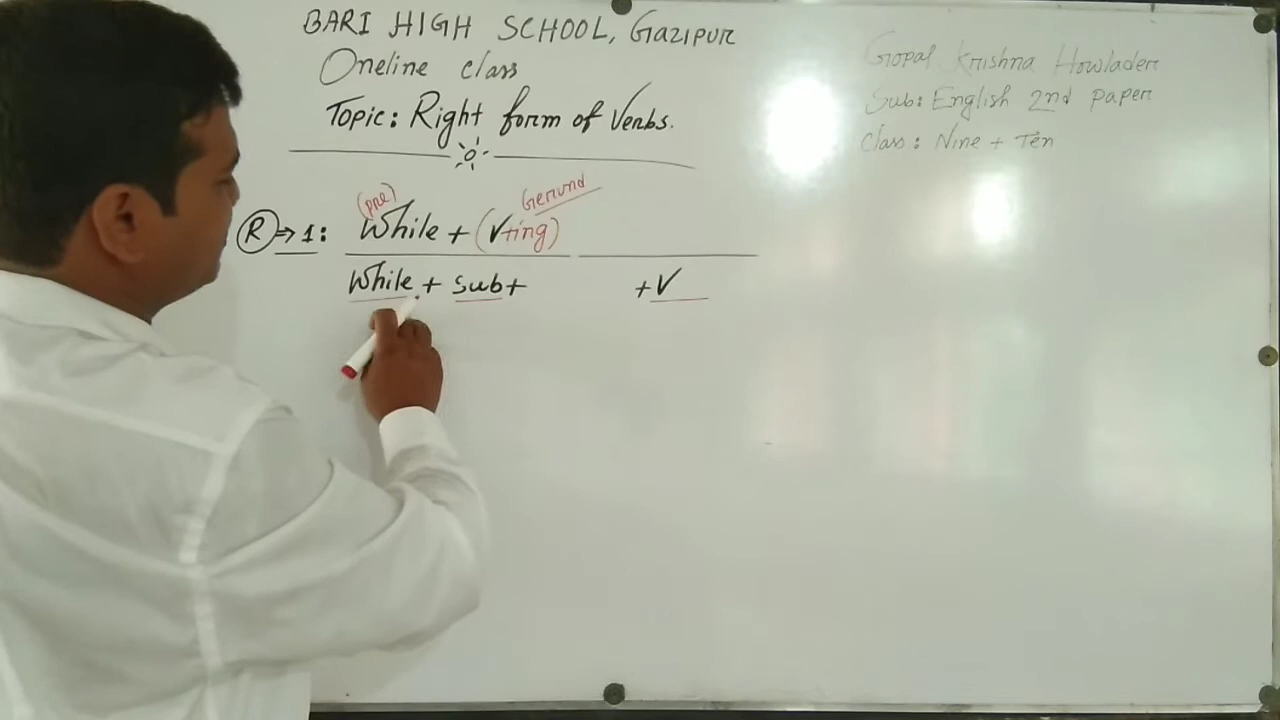 BARI HIGH SCHOOL, Gazipur
Oneline class
Topic: Right form of Verbs.
Gopal Krishna Howlader
Sub: English 2nd paper
Class: Nine + Ten
(pre) Gerund
R ⇒ 1: While + (V+ing)
While + Sub + + V